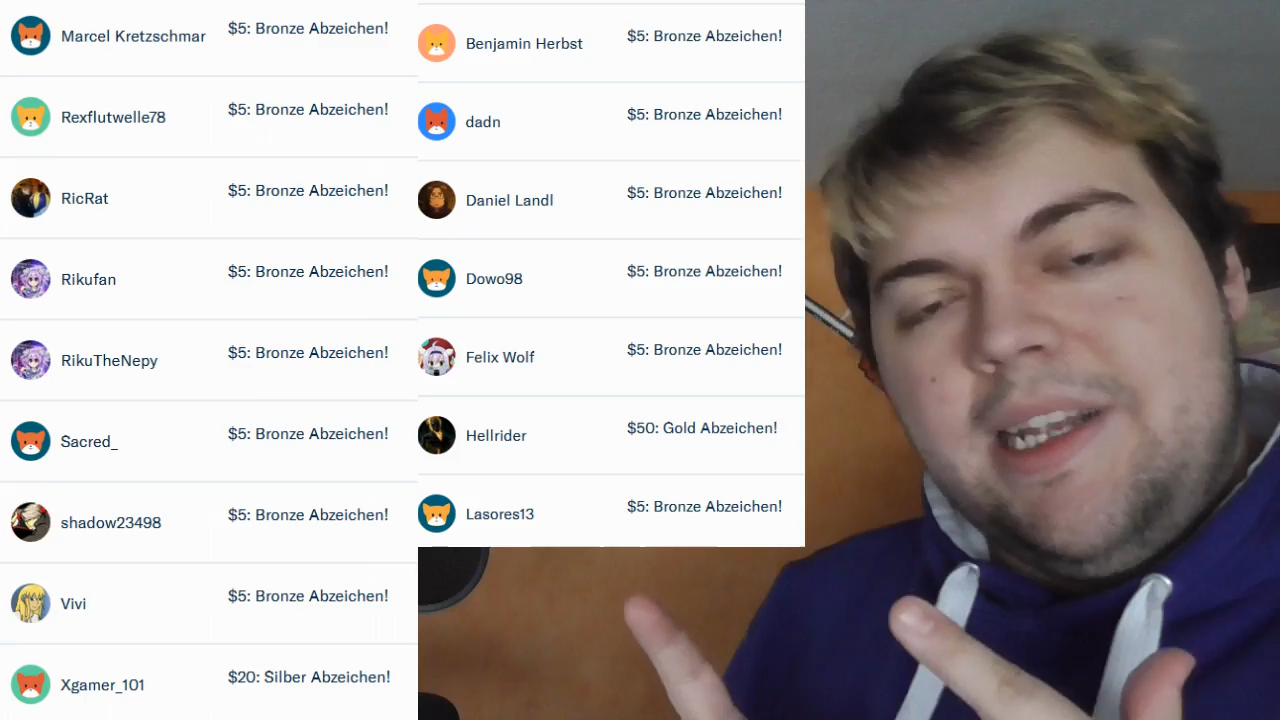 Marcel Kretzschmar $5: Bronze Abzeichen!
Rexflutwelle78 $5: Bronze Abzeichen!
RicRat $5: Bronze Abzeichen!
Rikufan $5: Bronze Abzeichen!
RikuTheNepy $5: Bronze Abzeichen!
Sacred_ $5: Bronze Abzeichen!
shadow23498 $5: Bronze Abzeichen!
Vivi $5: Bronze Abzeichen!
Xgamer_101 $20: Silber Abzeichen!
Benjamin Herbst $5: Bronze Abzeichen!
dadn $5: Bronze Abzeichen!
Daniel Landl $5: Bronze Abzeichen!
Dowo98 $5: Bronze Abzeichen!
Felix Wolf $5: Bronze Abzeichen!
Hellrider $50: Gold Abzeichen!
Lasores13 $5: Bronze Abzeichen!